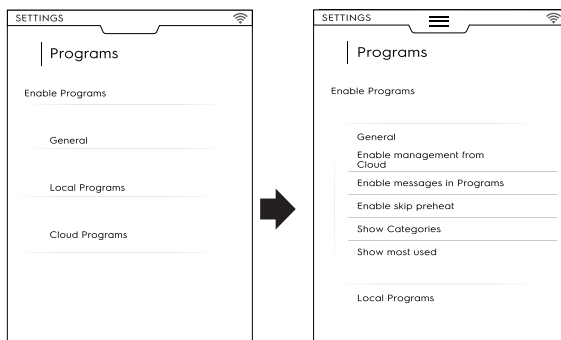 SETTINGS
Programs
Enable Programs
General
Local Programs
Cloud Programs
SETTINGS
Programs
Enable Programs
General
Enable management from
Cloud
Enable messages in Programs
Enable skip preheat
Show Categories
Show most used
Local Programs